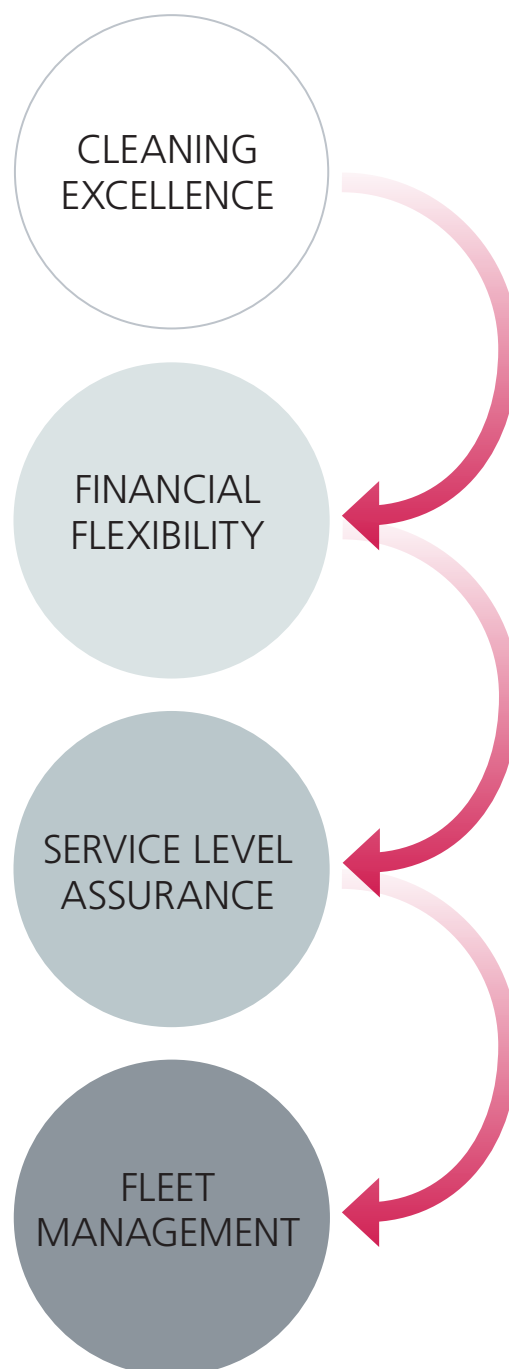 CLEANING
EXCELLENCE
FINANCIAL
FLEXIBILITY
SERVICE LEVEL
ASSURANCE
FLEET
MANAGEMENT